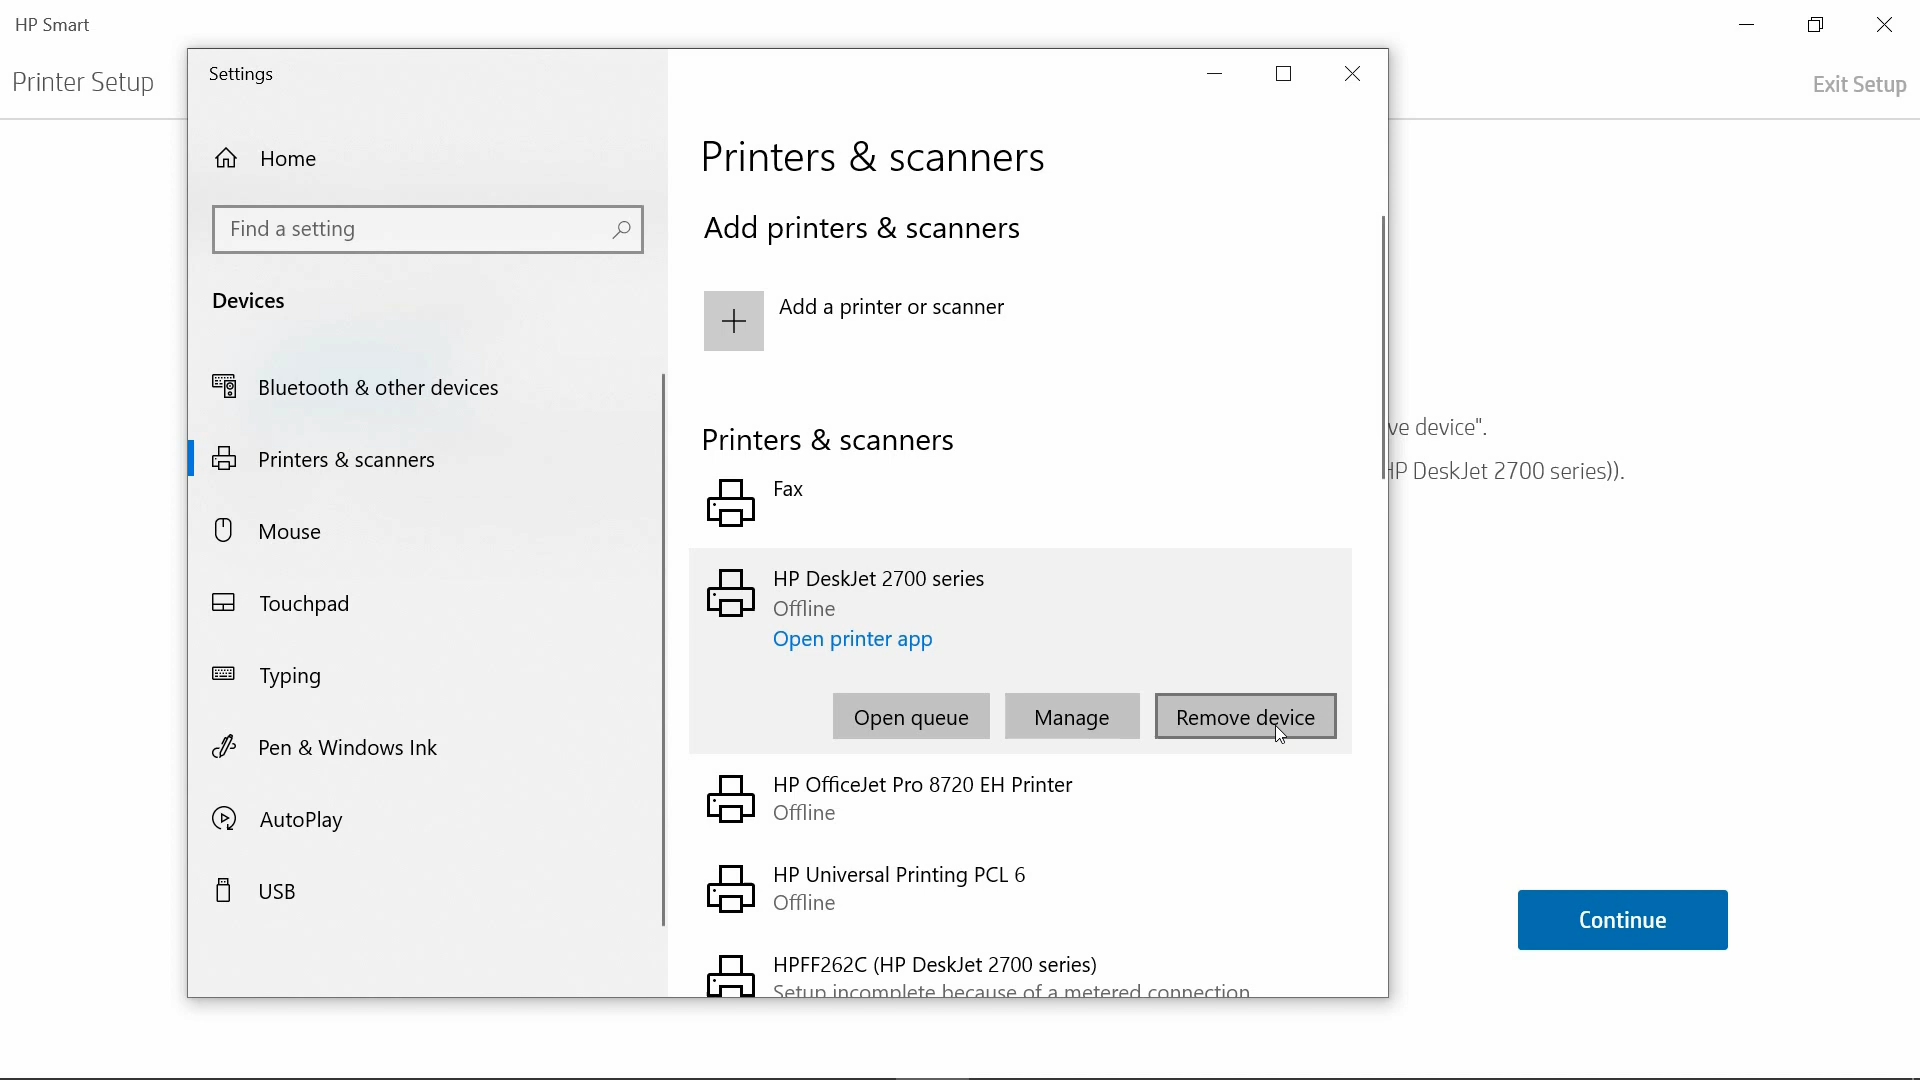 HP Smart
Printer Setup
Exit Setup
Settings
Home
Find a setting
Devices
Bluetooth & other devices
Printers & scanners
Mouse
Touchpad
Typing
Pen & Windows Ink
AutoPlay
USB
Printers & scanners
Add printers & scanners
Add a printer or scanner
Printers & scanners
Fax
HP DeskJet 2700 series
Offline
Open printer app
Open queue
Manage
Remove device
HP OfficeJet Pro 8720 EH Printer
Offline
HP Universal Printing PCL 6
Offline
HPFF262C (HP DeskJet 2700 series)
Setup incomplete because of a metered connection
ve device".
HP DeskJet 2700 series)).
Continue